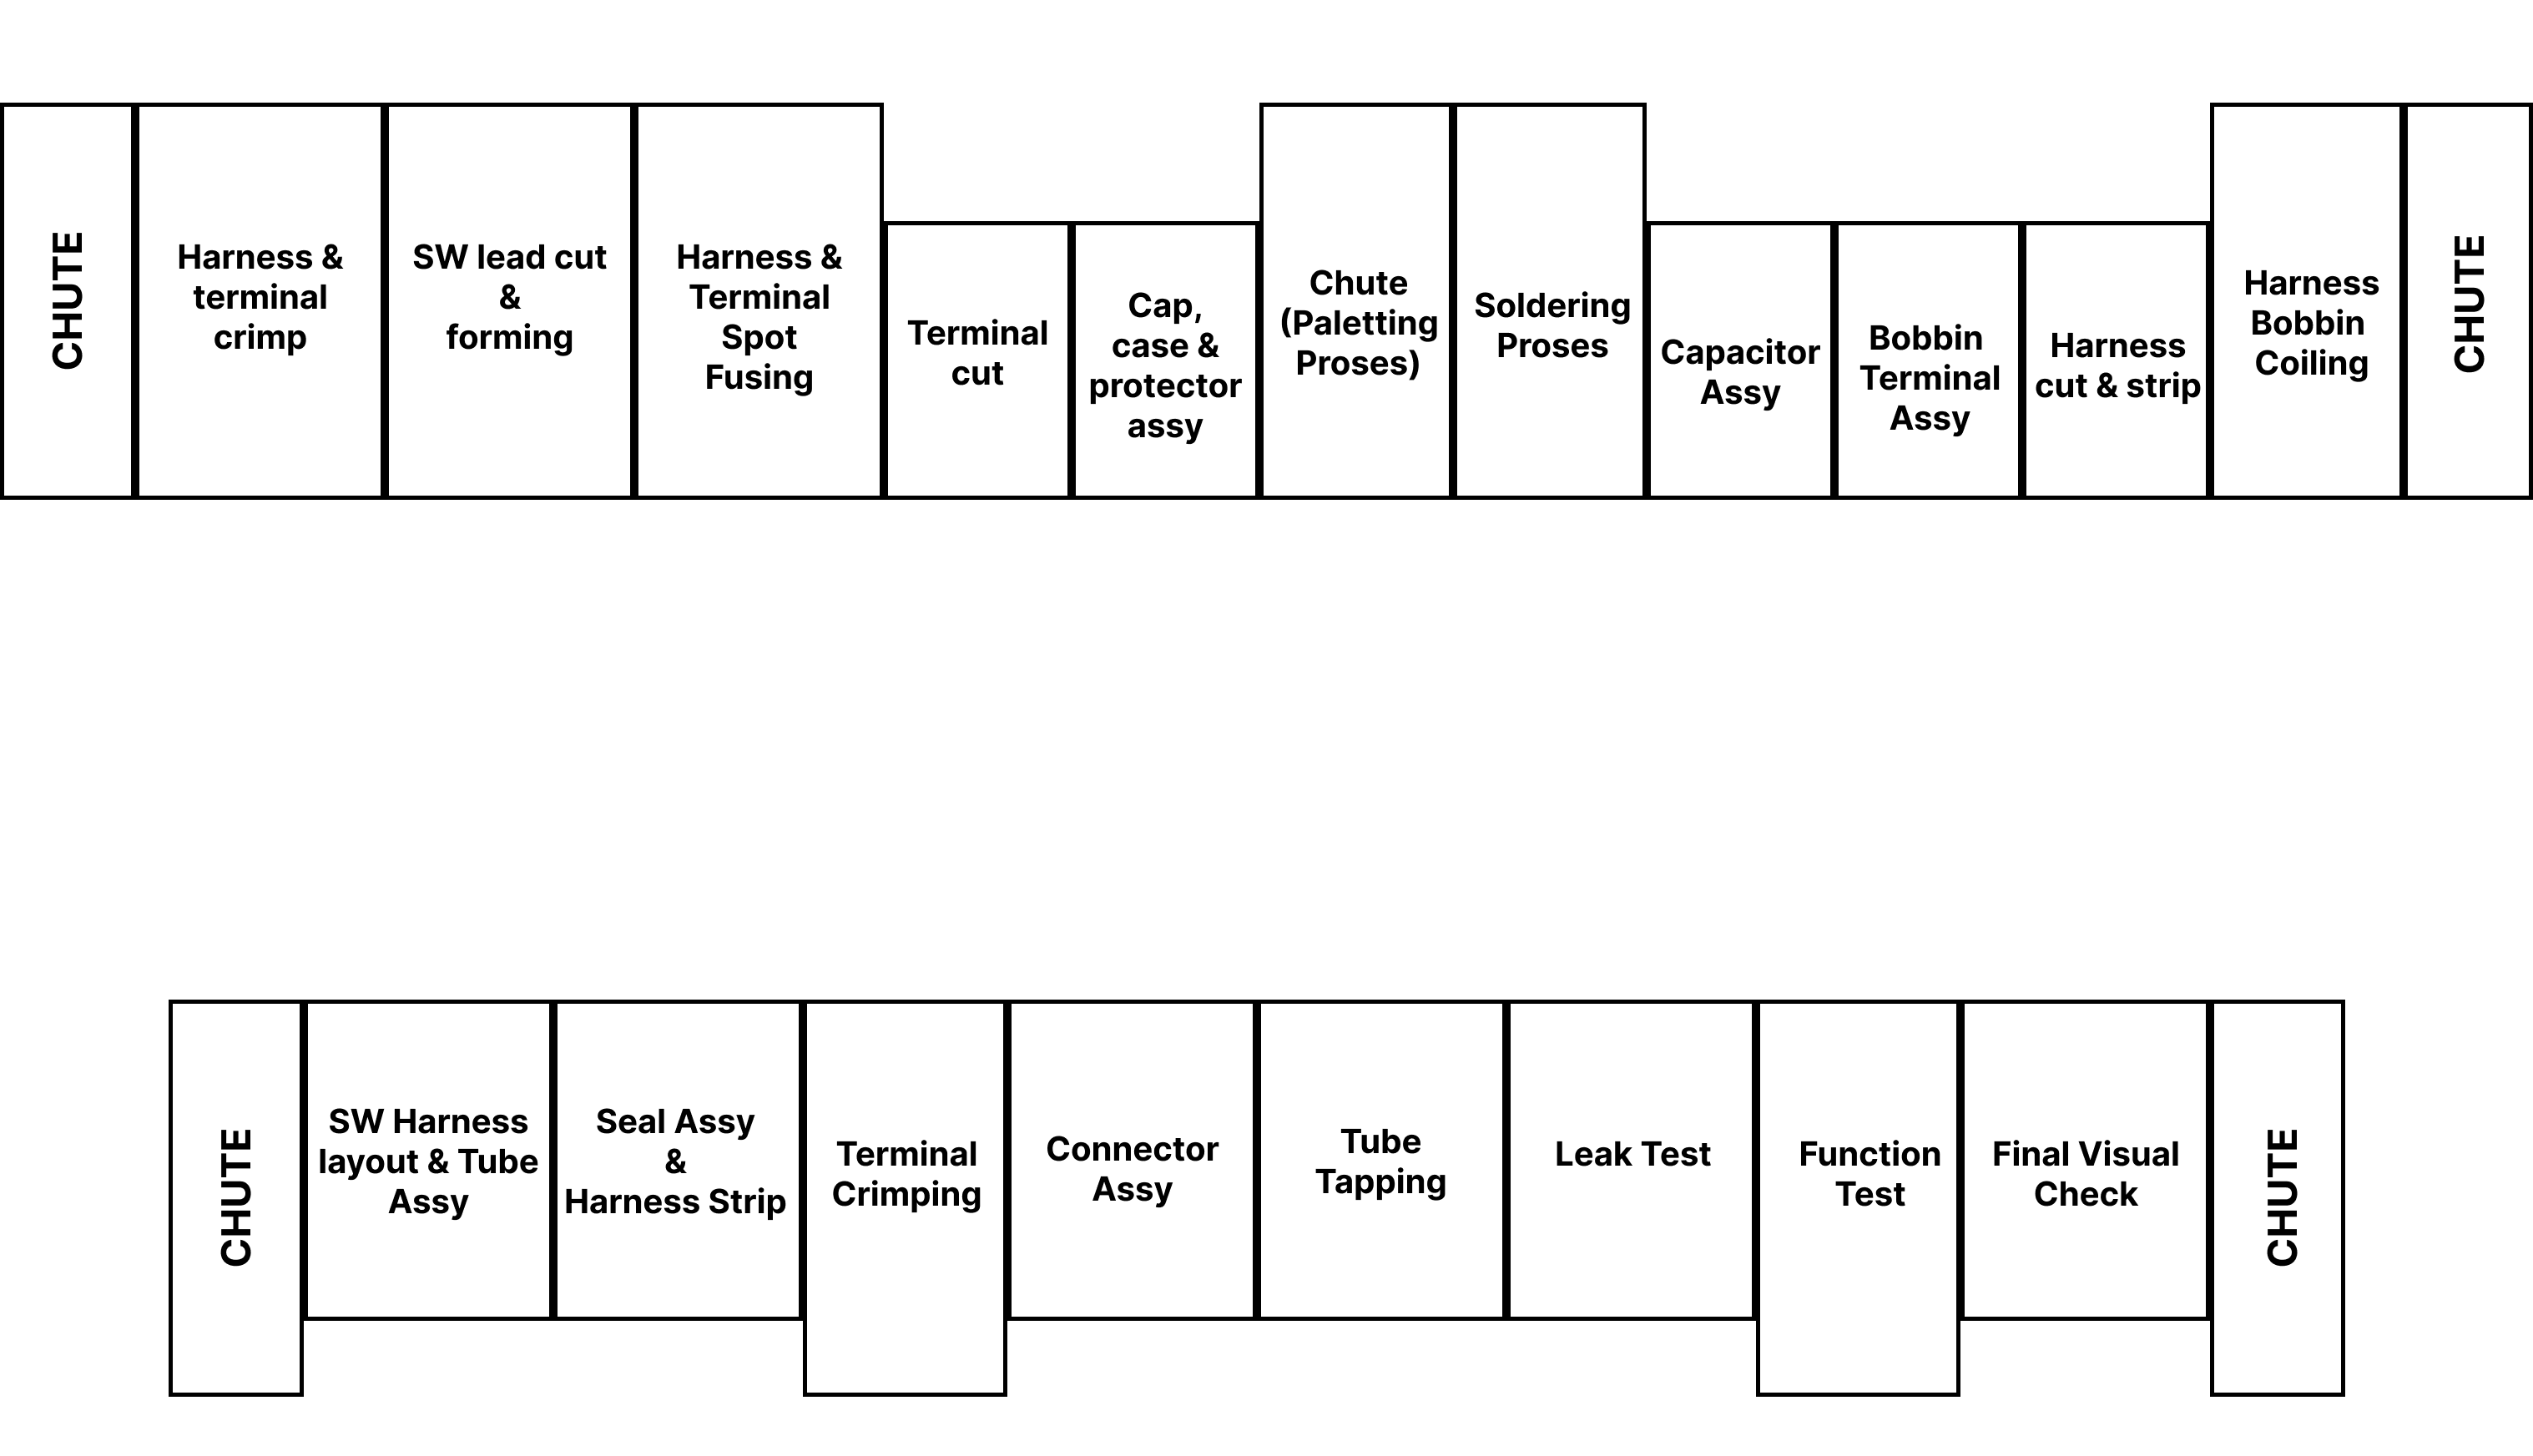 CHUTE
Harness &
terminal
crimp
SW lead cut
&
forming
Harness &
Terminal
Spot
Fusing
Terminal
cut
Cap,
case &
protector
assy
Chute
(Paletting
Proses)
Soldering
Proses
Capacitor
Assy
Bobbin
Terminal
Assy
Harness
cut & strip
Harness
Bobbin
Coiling
CHUTE
CHUTE
SW Harness
layout & Tube
Assy
Seal Assy
&
Harness Strip
Terminal
Crimping
Connector
Assy
Tube
Tapping
Leak Test
Function
Test
Final Visual
Check
CHUTE